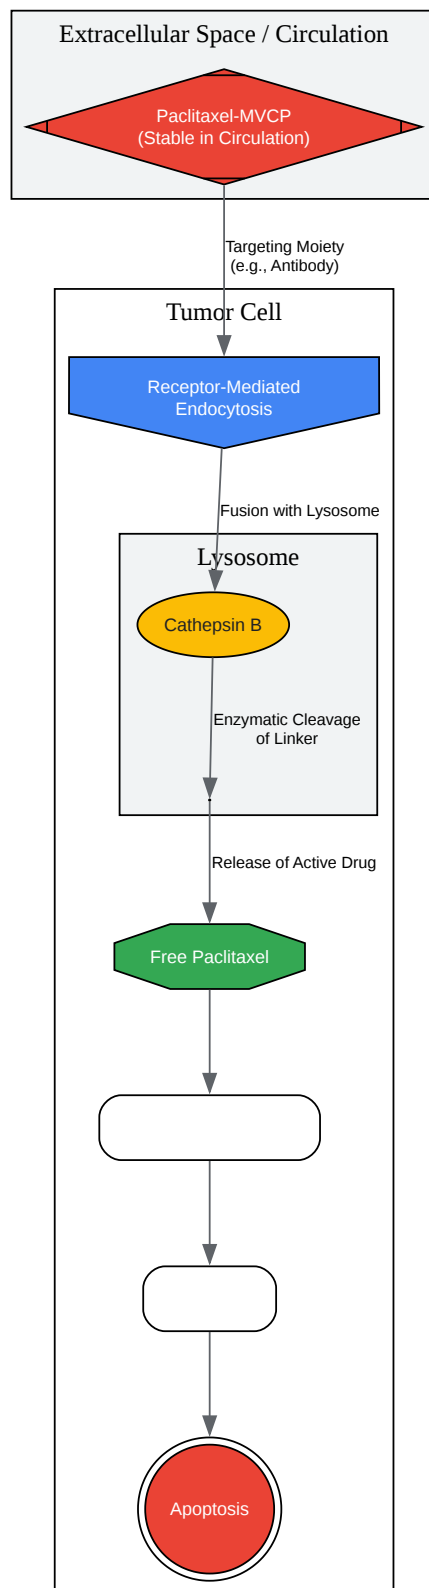 Extracellular Space / Circulation
Paclitaxel-MVCP
(Stable in Circulation)
Targeting Moiety
(e.g., Antibody)
Tumor Cell
Receptor-Mediated
Endocytosis
Fusion with Lysosome
Lysosome
Cathepsin B
Enzymatic Cleavage
of Linker
Release of Active Drug
Free Paclitaxel
Apoptosis